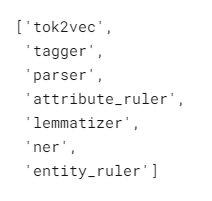 ['tok2vec',
 'tagger',
 'parser',
 'attribute_ruler',
 'lemmatizer',
 'ner',
 'entity_ruler']